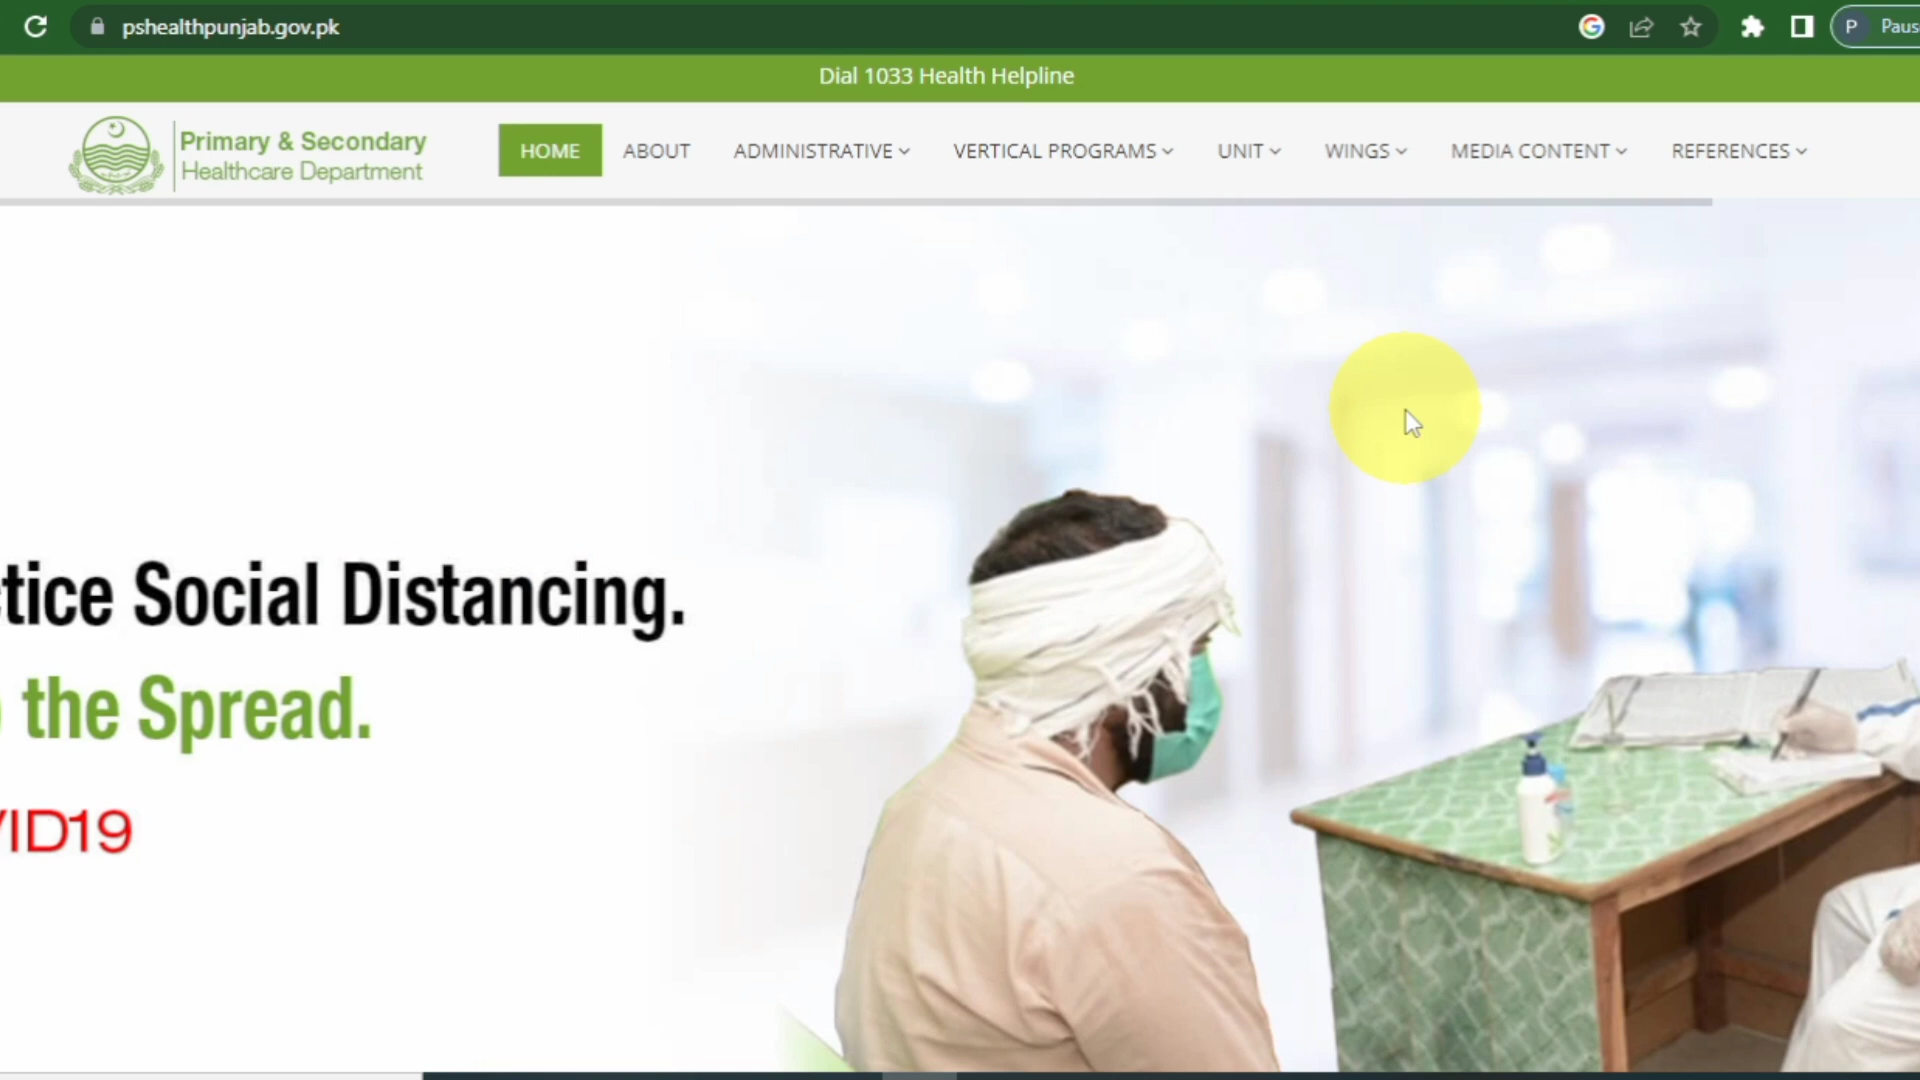 pshealthpunjab.gov.pk
P Paus
Dial 1033 Health Helpline
Primary & Secondary
Healthcare Department
HOME ABOUT ADMINISTRATIVE VERTICAL PROGRAMS UNIT WINGS MEDIA CONTENT REFERENCES
tice Social Distancing.
the Spread.
VID19